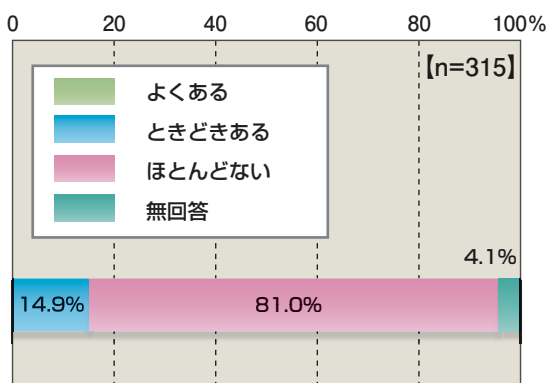 0 20 40 60 80 100%
【n=315】
よくある
ときどきある
ほとんどない
無回答
4.1%
14.9% 81.0%